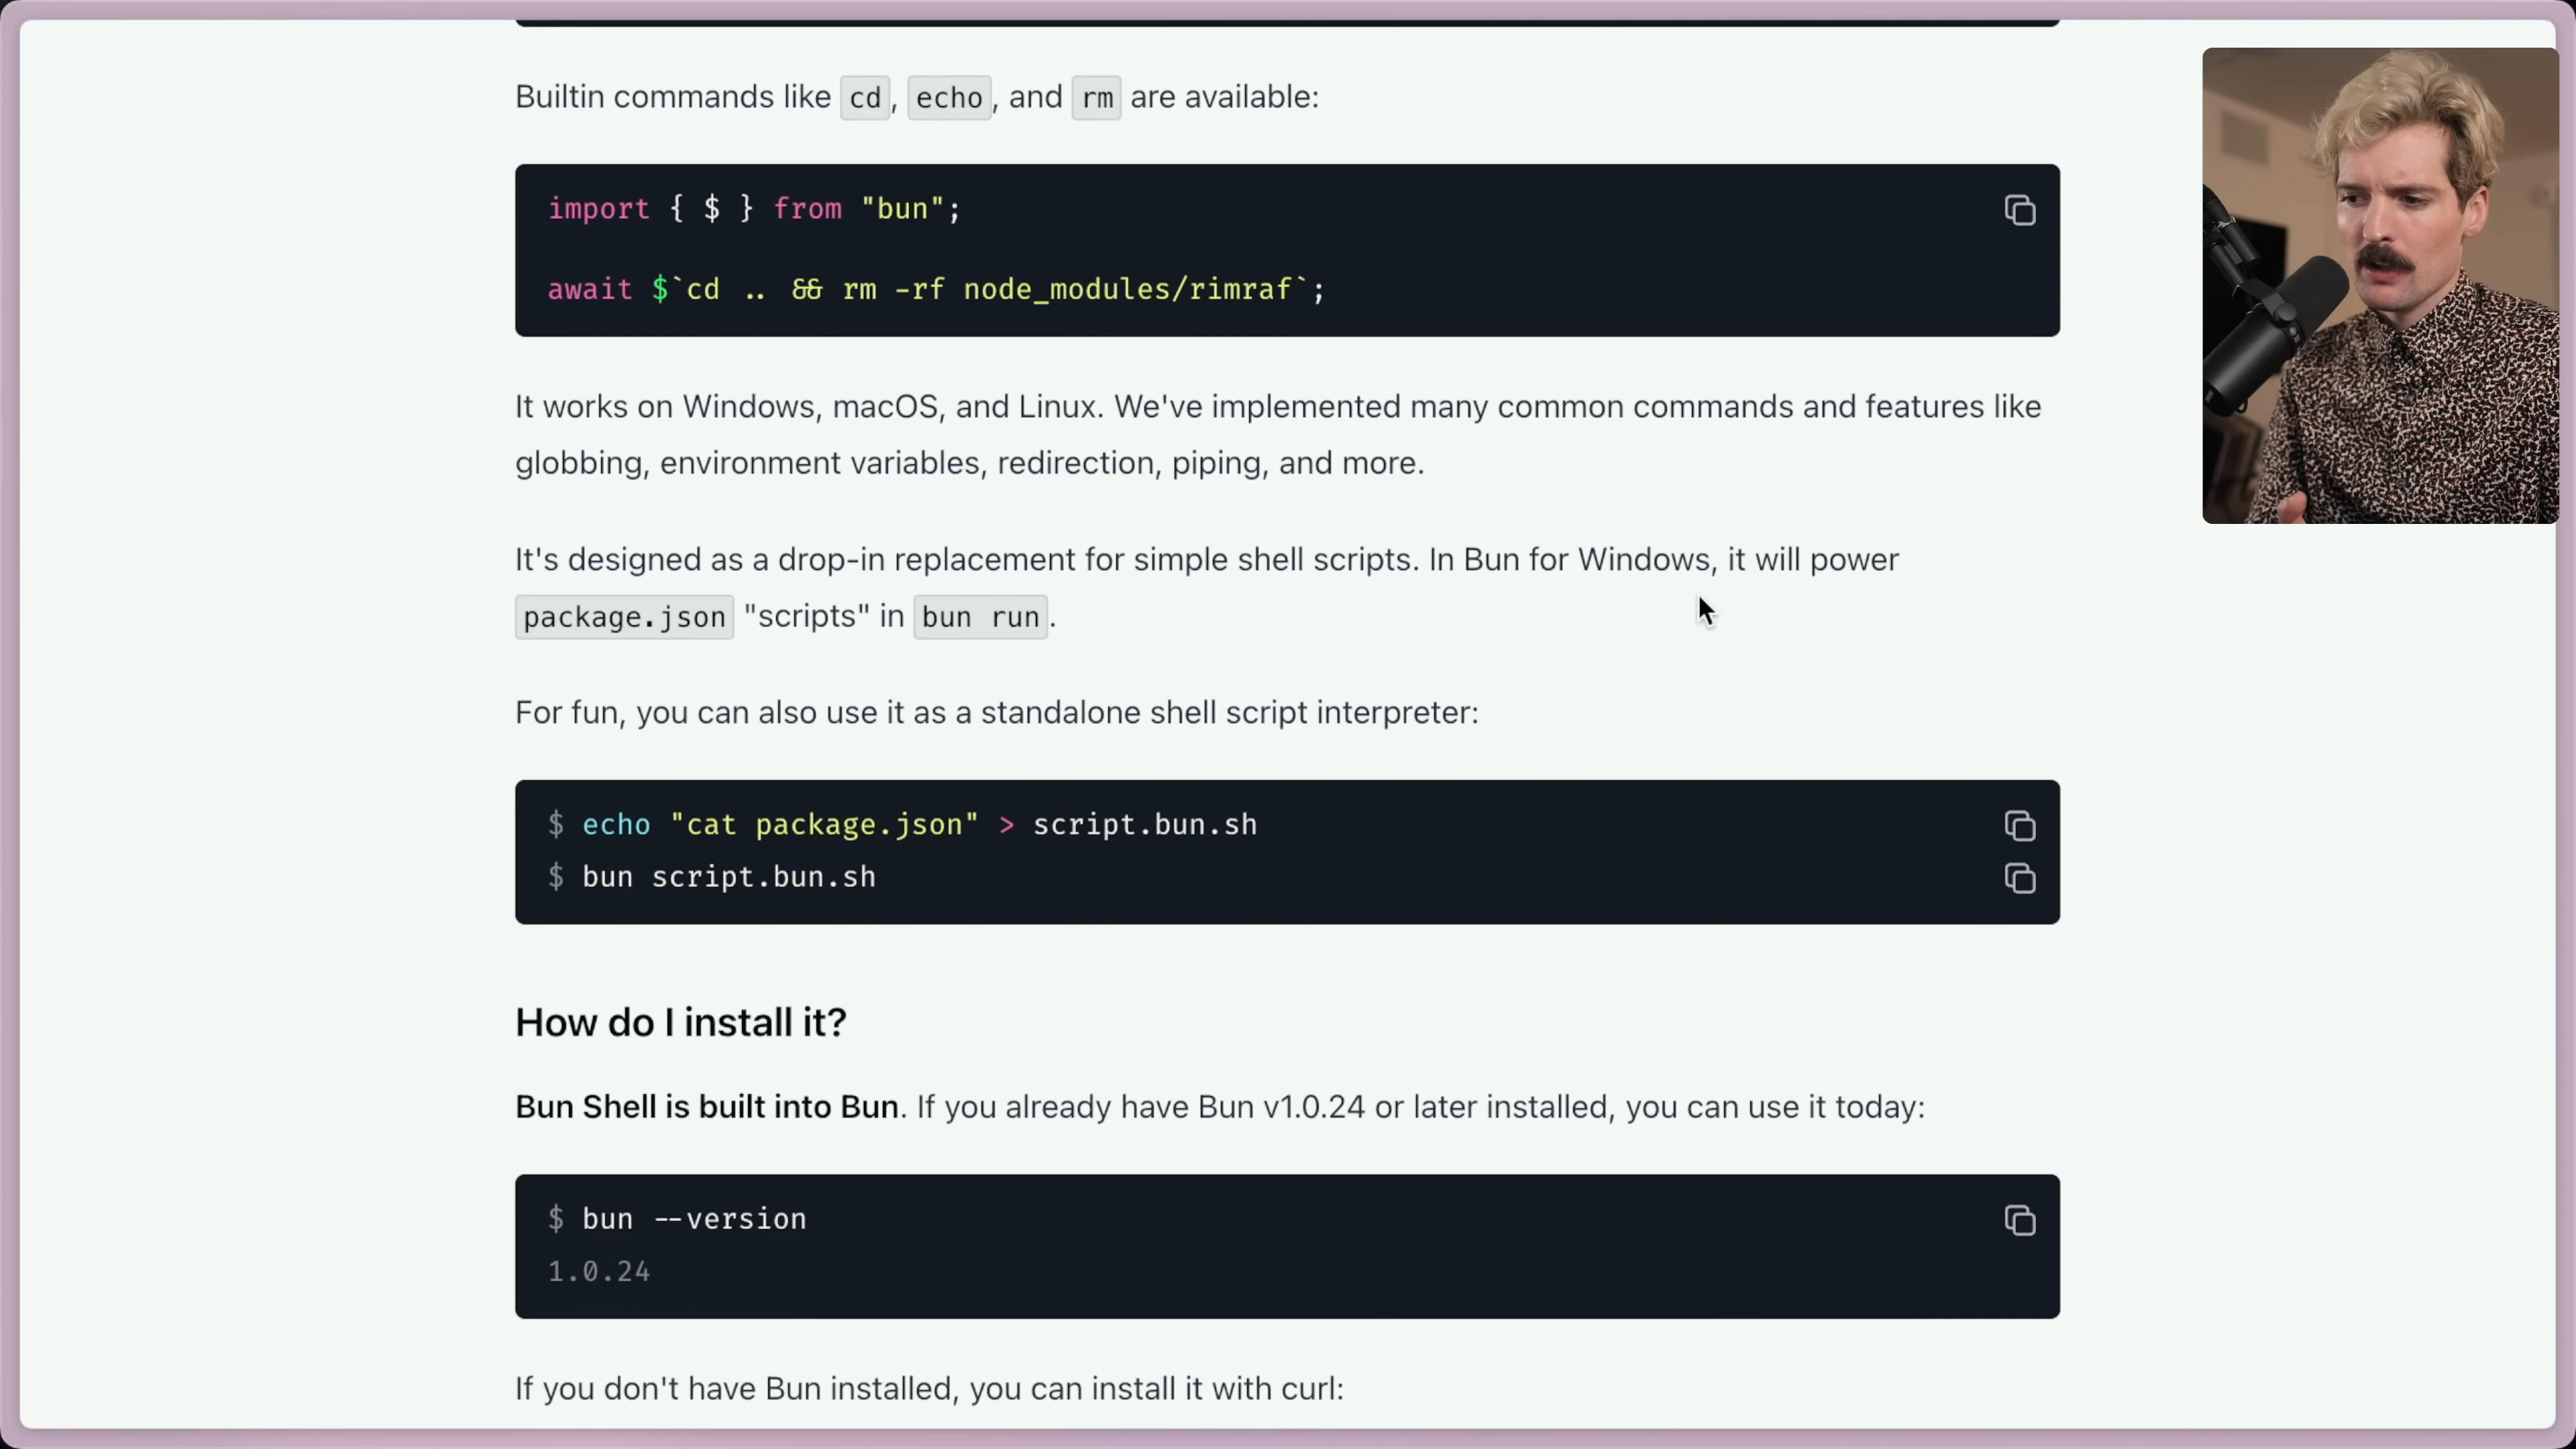 Builtin commands like cd, echo, and rm are available:
import { $ } from "bun";
await $`cd .. && rm -rf node_modules/rimraf`;
It works on Windows, macOS, and Linux. We've implemented many common commands and features like
globbing, environment variables, redirection, piping, and more.
It's designed as a drop-in replacement for simple shell scripts. In Bun for Windows, it will power
package.json "scripts" in bun run.
For fun, you can also use it as a standalone shell script interpreter:
$ echo "cat package.json" > script.bun.sh
$ bun script.bun.sh
How do I install it?
Bun Shell is built into Bun. If you already have Bun v1.0.24 or later installed, you can use it today:
$ bun --version
1.0.24
If you don't have Bun installed, you can install it with curl: